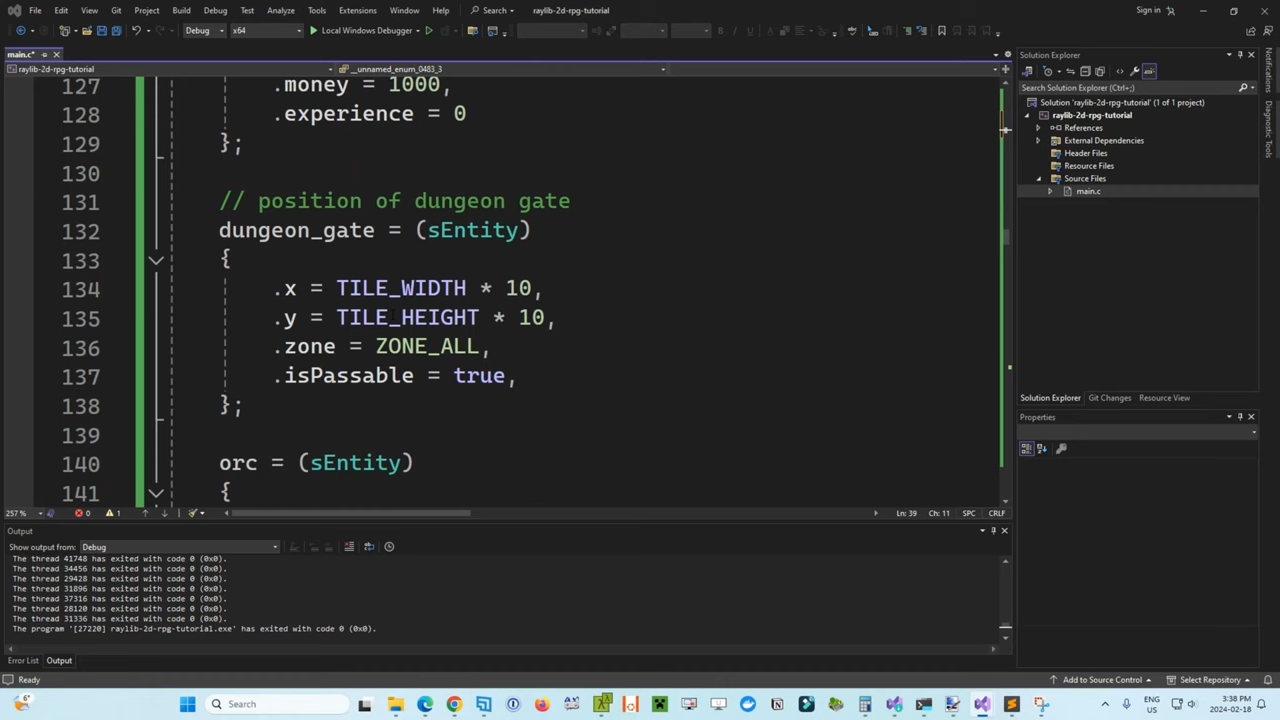 File Edit View Git Project Build Debug Test Analyze Tools Extensions Window Help Search raylib-2d-rpg-tutorial Sign in
Debug x64 Local Windows Debugger
main.c*
raylib-2d-rpg-tutorial __unnamed_enum_0483_3
127 .money = 1000,
128 .experience = 0
129 };
130
131 // position of dungeon gate
132 dungeon_gate = (sEntity)
133 {
134 .x = TILE_WIDTH * 10,
135 .y = TILE_HEIGHT * 10,
136 .zone = ZONE_ALL,
137 .isPassable = true,
138 };
139
140 orc = (sEntity)
141 {
257 % 0 1 Ln: 39 Ch: 11 SPC CRLF
Output
Show output from: Debug
The thread 41748 has exited with code 0 (0x0).
The thread 34456 has exited with code 0 (0x0).
The thread 29428 has exited with code 0 (0x0).
The thread 31896 has exited with code 0 (0x0).
The thread 37316 has exited with code 0 (0x0).
The thread 28120 has exited with code 0 (0x0).
The thread 31336 has exited with code 0 (0x0).
The program '[27220] raylib-2d-rpg-tutorial.exe' has exited with code 0 (0x0).
Error List Output
Solution Explorer
Search Solution Explorer (Ctrl+;)
Solution 'raylib-2d-rpg-tutorial' (1 of 1 project)
raylib-2d-rpg-tutorial
References
External Dependencies
Header Files
Resource Files
Source Files
main.c
Solution Explorer Git Changes Resource View
Properties
Notifications
Diagnostic Tools
Ready Add to Source Control Select Repository
6° Search ENG US 3:38 PM 2024-02-18